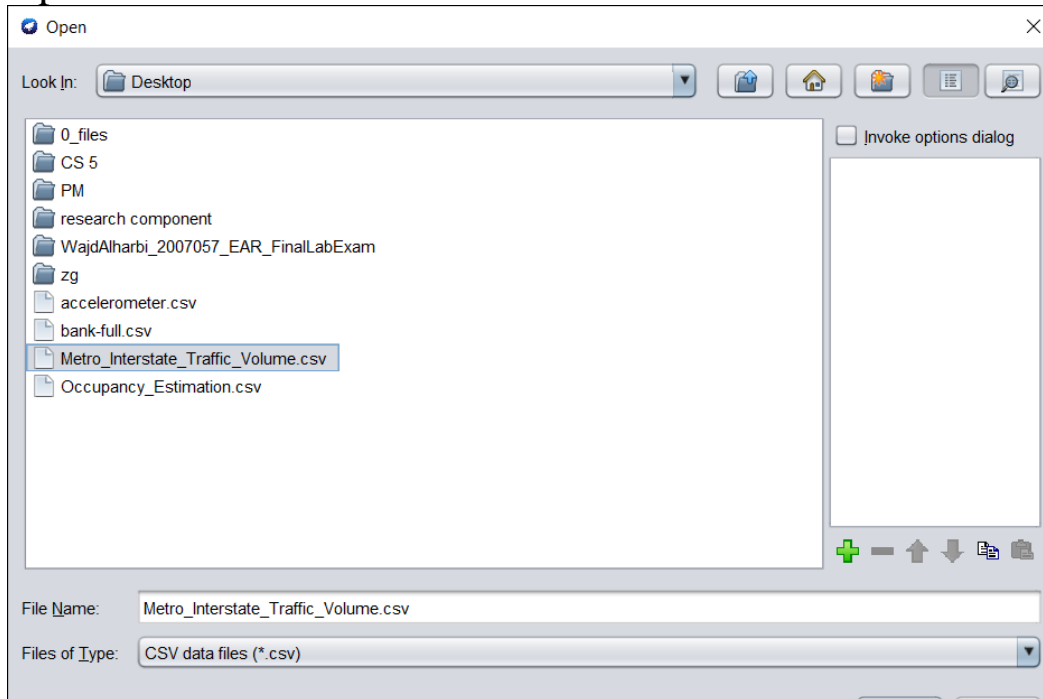 Open
Look In: Desktop
0_files
CS 5
PM
research component
WajdAlharbi_2007057_EAR_FinalLabExam
zg
accelerometer.csv
bank-full.csv
Metro_Interstate_Traffic_Volume.csv
Occupancy_Estimation.csv
Invoke options dialog
File Name: Metro_Interstate_Traffic_Volume.csv
Files of Type: CSV data files (*.csv)